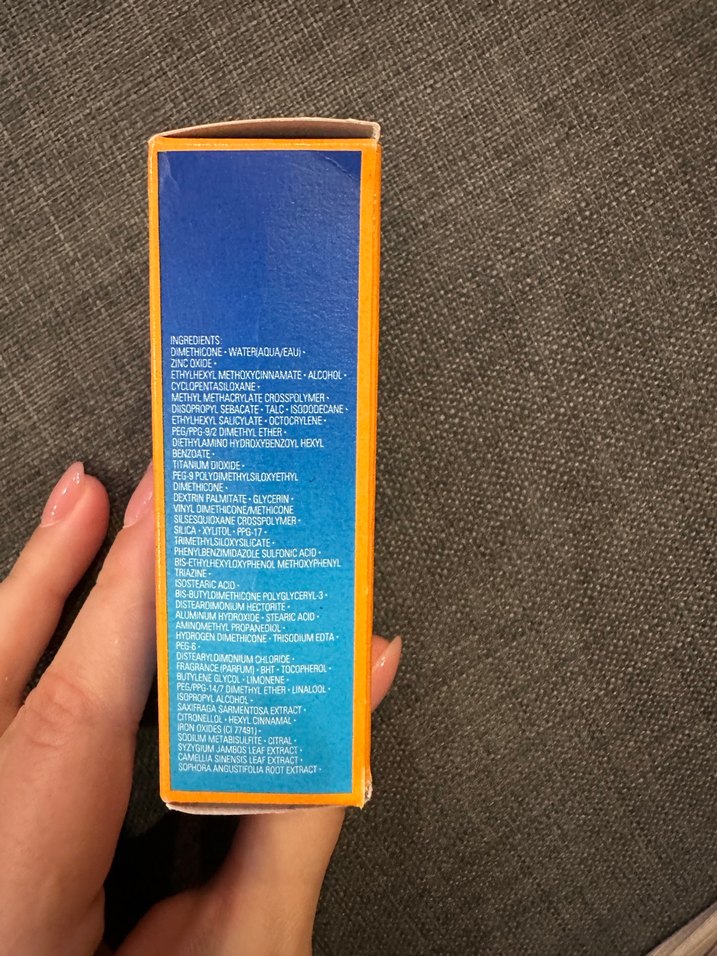 INGREDIENTS:
DIMETHICONE • WATER(AQUA/EAU) •
ZINC OXIDE •
ETHYLHEXYL METHOXYCINNAMATE • ALCOHOL •
CYCLOPENTASILOXANE •
METHYL METHACRYLATE CROSSPOLYMER •
DIISOPROPYL SEBACATE • TALC • ISODODECANE •
ETHYLHEXYL SALICYLATE • OCTOCRYLENE •
PEG/PPG-9/2 DIMETHYL ETHER •
DIETHYLAMINO HYDROXYBENZOYL HEXYL
BENZOATE •
TITANIUM DIOXIDE •
PEG-9 POLYDIMETHYLSILOXYETHYL
DIMETHICONE •
DEXTRIN PALMITATE • GLYCERIN •
VINYL DIMETHICONE/METHICONE
SILSESQUIOXANE CROSSPOLYMER •
SILICA • XYLITOL • PPG-17 •
TRIMETHYLSILOXYSILICATE •
PHENYLBENZIMIDAZOLE SULFONIC ACID •
BIS-ETHYLHEXYLOXYPHENOL METHOXYPHENYL
TRIAZINE •
ISOSTEARIC ACID •
BIS-BUTYLDIMETHICONE POLYGLYCERYL-3 •
DISTEARDIMONIUM HECTORITE •
ALUMINUM HYDROXIDE • STEARIC ACID •
AMINOMETHYL PROPANEDIOL •
HYDROGEN DIMETHICONE • TRISODIUM EDTA •
PEG-6 •
DISTEARYLDIMONIUM CHLORIDE •
FRAGRANCE (PARFUM) • BHT • TOCOPHEROL •
BUTYLENE GLYCOL • LIMONENE •
PEG/PPG-14/7 DIMETHYL ETHER • LINALOOL •
ISOPROPYL ALCOHOL •
SAXIFRAGA SARMENTOSA EXTRACT •
CITRONELLOL • HEXYL CINNAMAL •
IRON OXIDES (CI 77491) •
SODIUM METABISULFITE • CITRAL •
SYZYGIUM JAMBOS LEAF EXTRACT •
CAMELLIA SINENSIS LEAF EXTRACT •
SOPHORA ANGUSTIFOLIA ROOT EXTRACT •